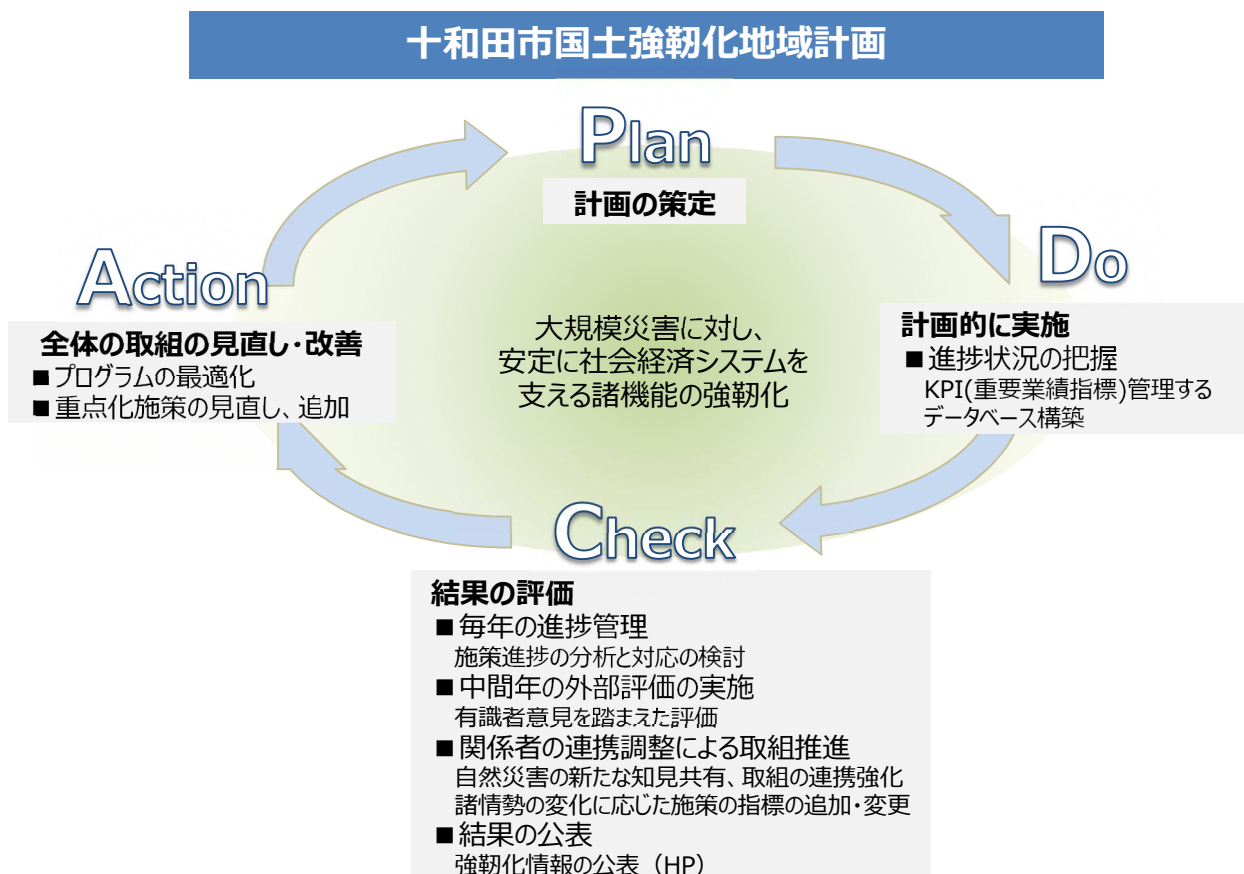 十和田市国土強靭化地域計画
Plan
計画の策定
Do
計画的に実施
■進捗状況の把握
KPI(重要業績指標)管理する
データベース構築
Action
全体の取組の見直し・改善
■プログラムの最適化
■重点化施策の見直し、追加
大規模災害に対し、
安定に社会経済システムを
支える諸機能の強靭化
Check
結果の評価
■毎年の進捗管理
施策進捗の分析と対応の検討
■中間年の外部評価の実施
有識者意見を踏まえた評価
■関係者の連携調整による取組推進
自然災害の新たな知見共有、取組の連携強化
諸情勢の変化に応じた施策の指標の追加・変更
■結果の公表
強靭化情報の公表（HP）